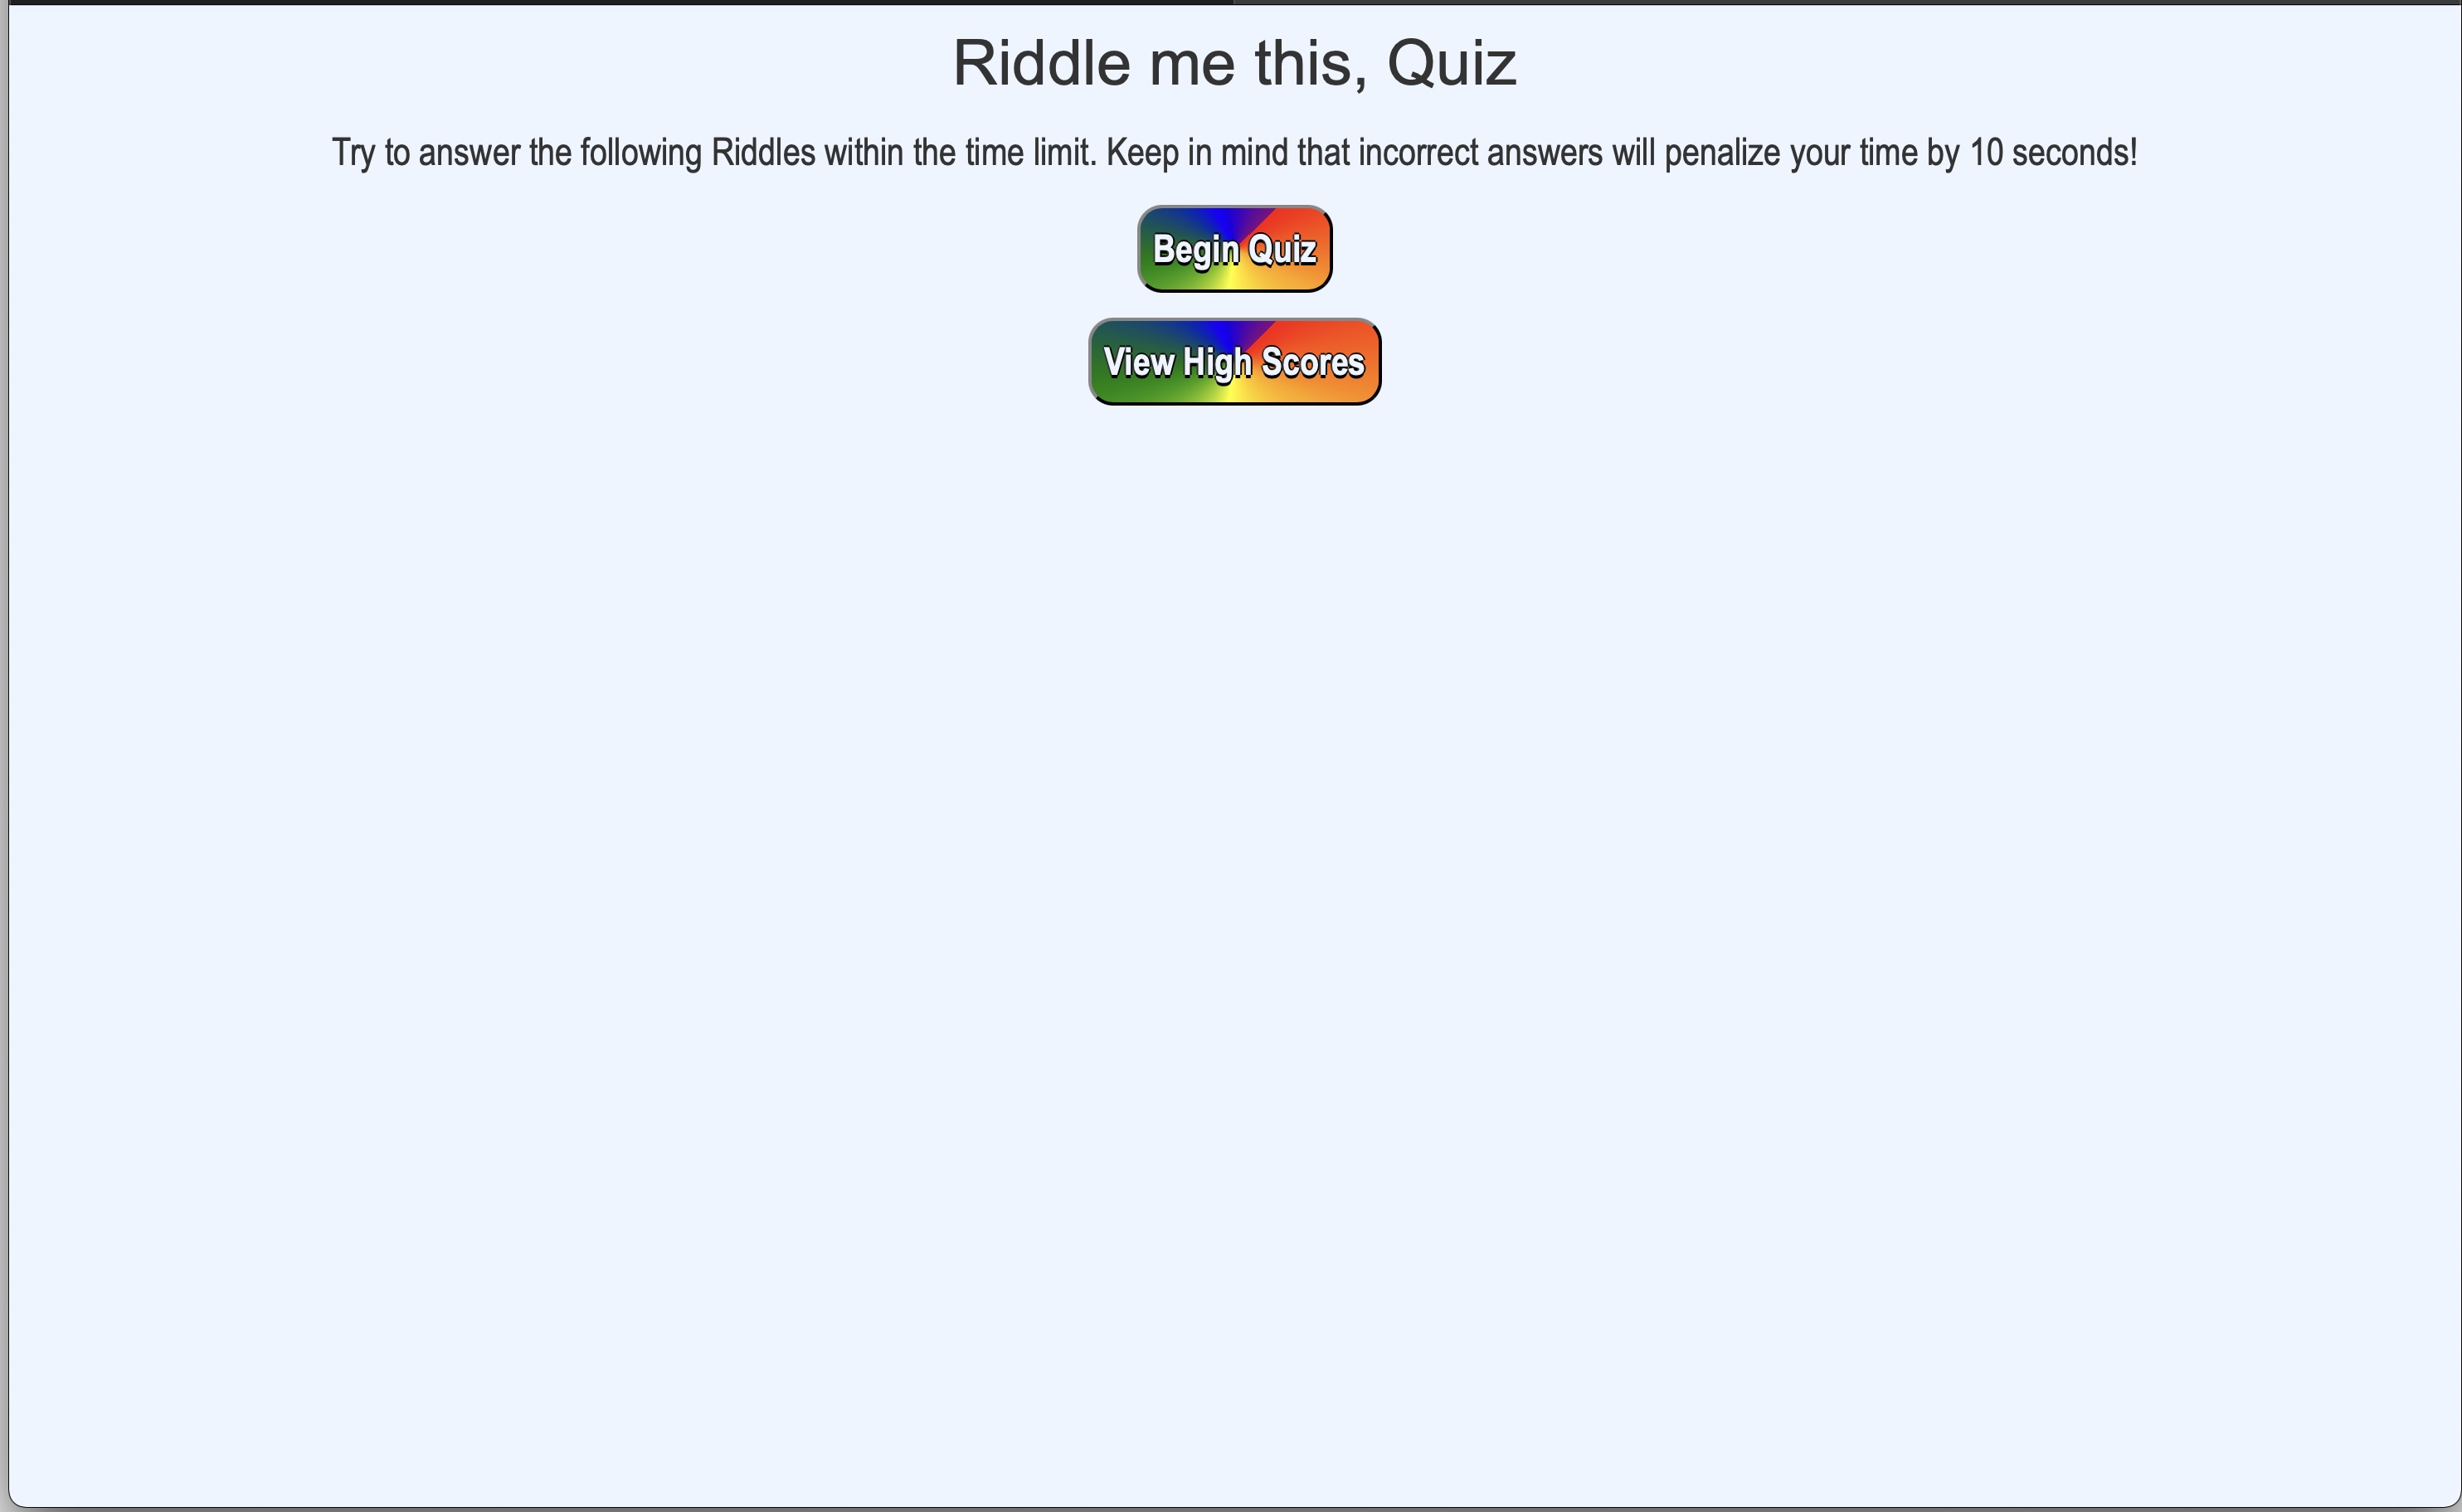 Riddle me this, Quiz
Try to answer the following Riddles within the time limit. Keep in mind that incorrect answers will penalize your time by 10 seconds!
Begin Quiz
View High Scores